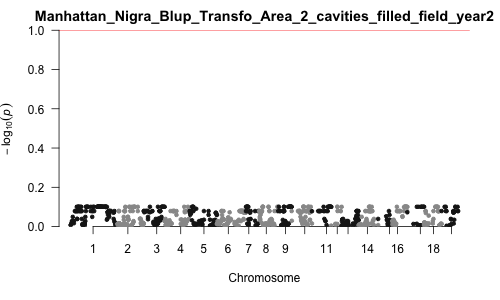 Manhattan_Nigra_Blup_Transfo_Area_2_cavities_filled_field_year2
1.0
0.8
0.6
0.4
0.2
0.0
−log10(p)
1 2 3 4 5 6 7 8 9 11 14 16 18
Chromosome